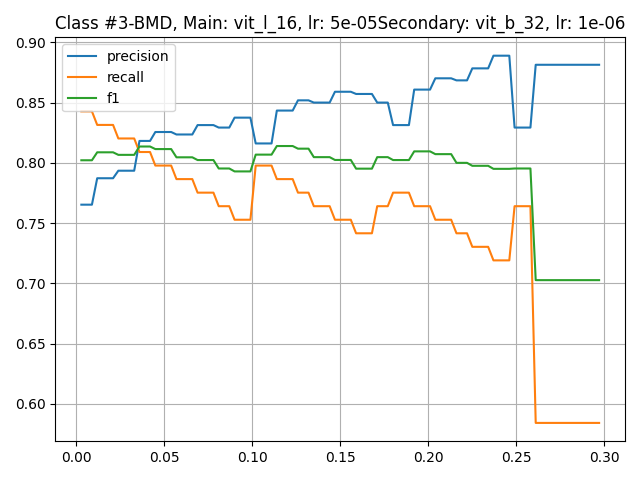 Class #3-BMD, Main: vit_l_16, lr: 5e-05Secondary: vit_b_32, lr: 1e-06
precision
recall
f1
0.90
0.85
0.80
0.75
0.70
0.65
0.60
0.00 0.05 0.10 0.15 0.20 0.25 0.30